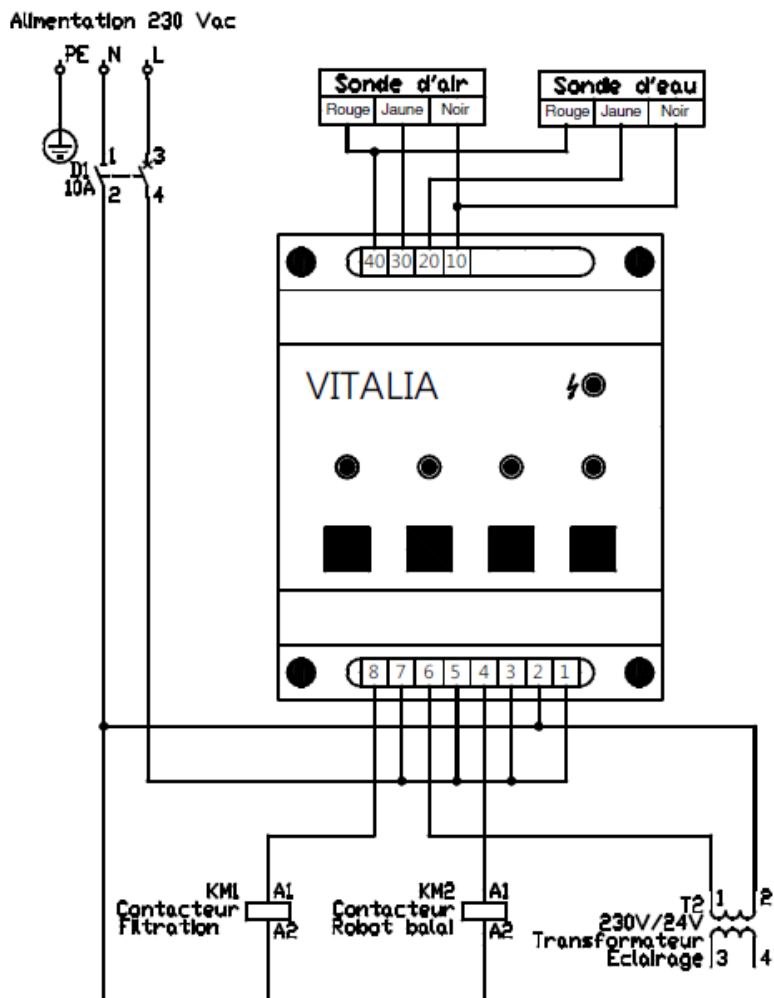 Alimentation 230 Vac
PE N L
Sonde d'air
Rouge Jaune Noir
Sonde d'eau
Rouge Jaune Noir
1 3
D1
10A
2 4
40 30 20 10
VITALIA
8 7 6 5 4 3 2 1
KM1 A1
Contacteur
Filtration
A2
KM2 A1
Contacteur
Robot balai
A2
T2 1 2
230V/24V
Transformateur
Eclairage 3 4